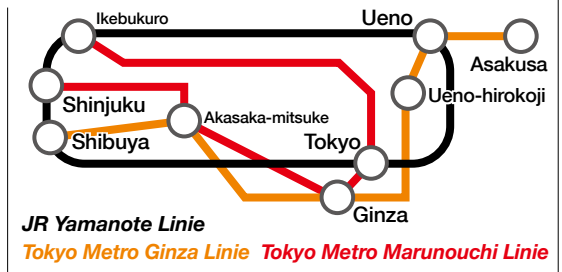 Ikebukuro
Ueno
Asakusa
Shinjuku
Ueno-hirokoji
Akasaka-mitsuke
Shibuya
Tokyo
Ginza
JR Yamanote Linie
Tokyo Metro Ginza Linie Tokyo Metro Marunouchi Linie